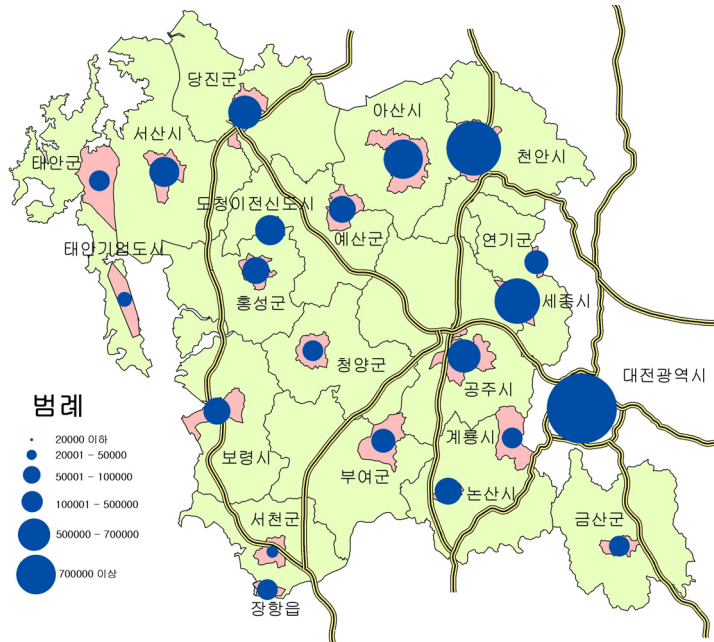 당진군
아산시
서산시
천안시
태안군
도청이전신도시
예산군
연기군
태안기업도시
홍성군
세종시
청양군
대전광역시
공주시
범례
20000 이하
20001 - 50000
50001 - 100000
100001 - 500000
500000 - 700000
700000 이상
계룡시
보령시
부여군
논산시
서천군
금산군
장항읍